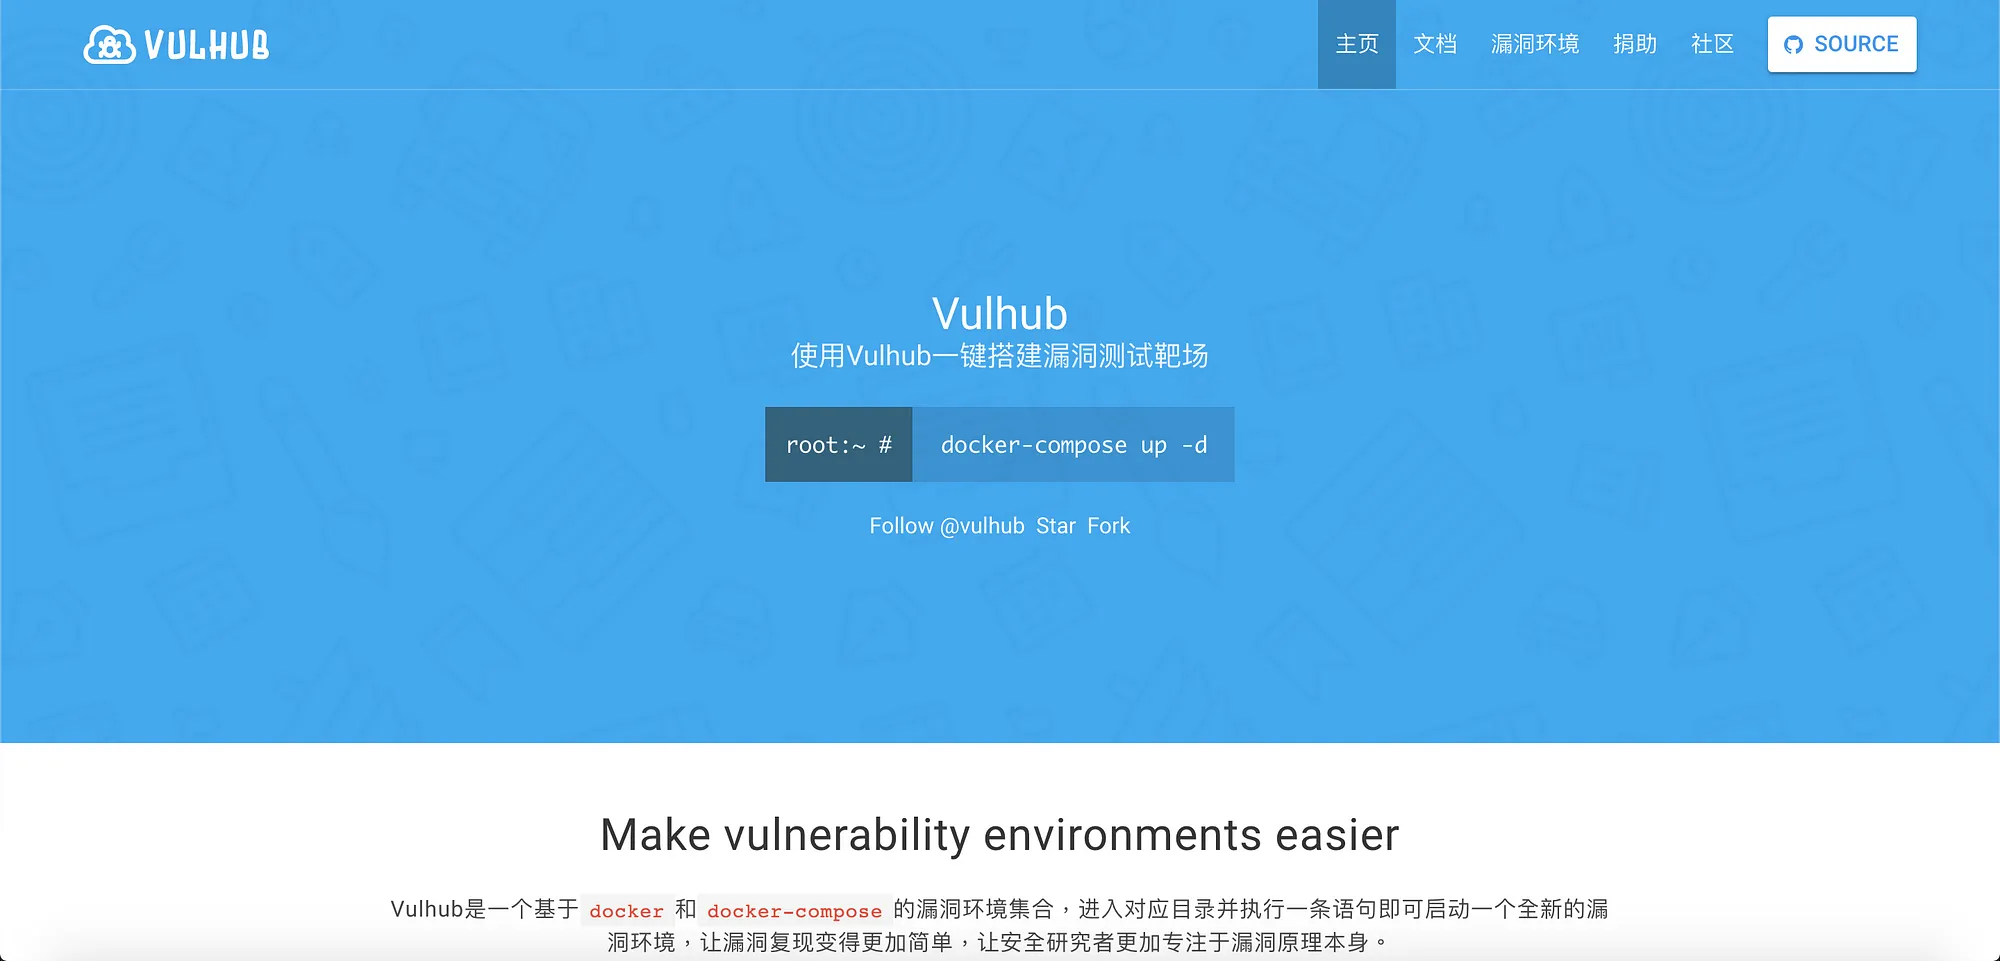 VULHUB
主页 文档 漏洞环境 捐助 社区 SOURCE
Vulhub
使用Vulhub一键搭建漏洞测试靶场
root:~ # docker-compose up -d
Follow @vulhub Star Fork
Make vulnerability environments easier
Vulhub是一个基于 docker 和 docker-compose 的漏洞环境集合，进入对应目录并执行一条语句即可启动一个全新的漏
洞环境，让漏洞复现变得更加简单，让安全研究者更加专注于漏洞原理本身。